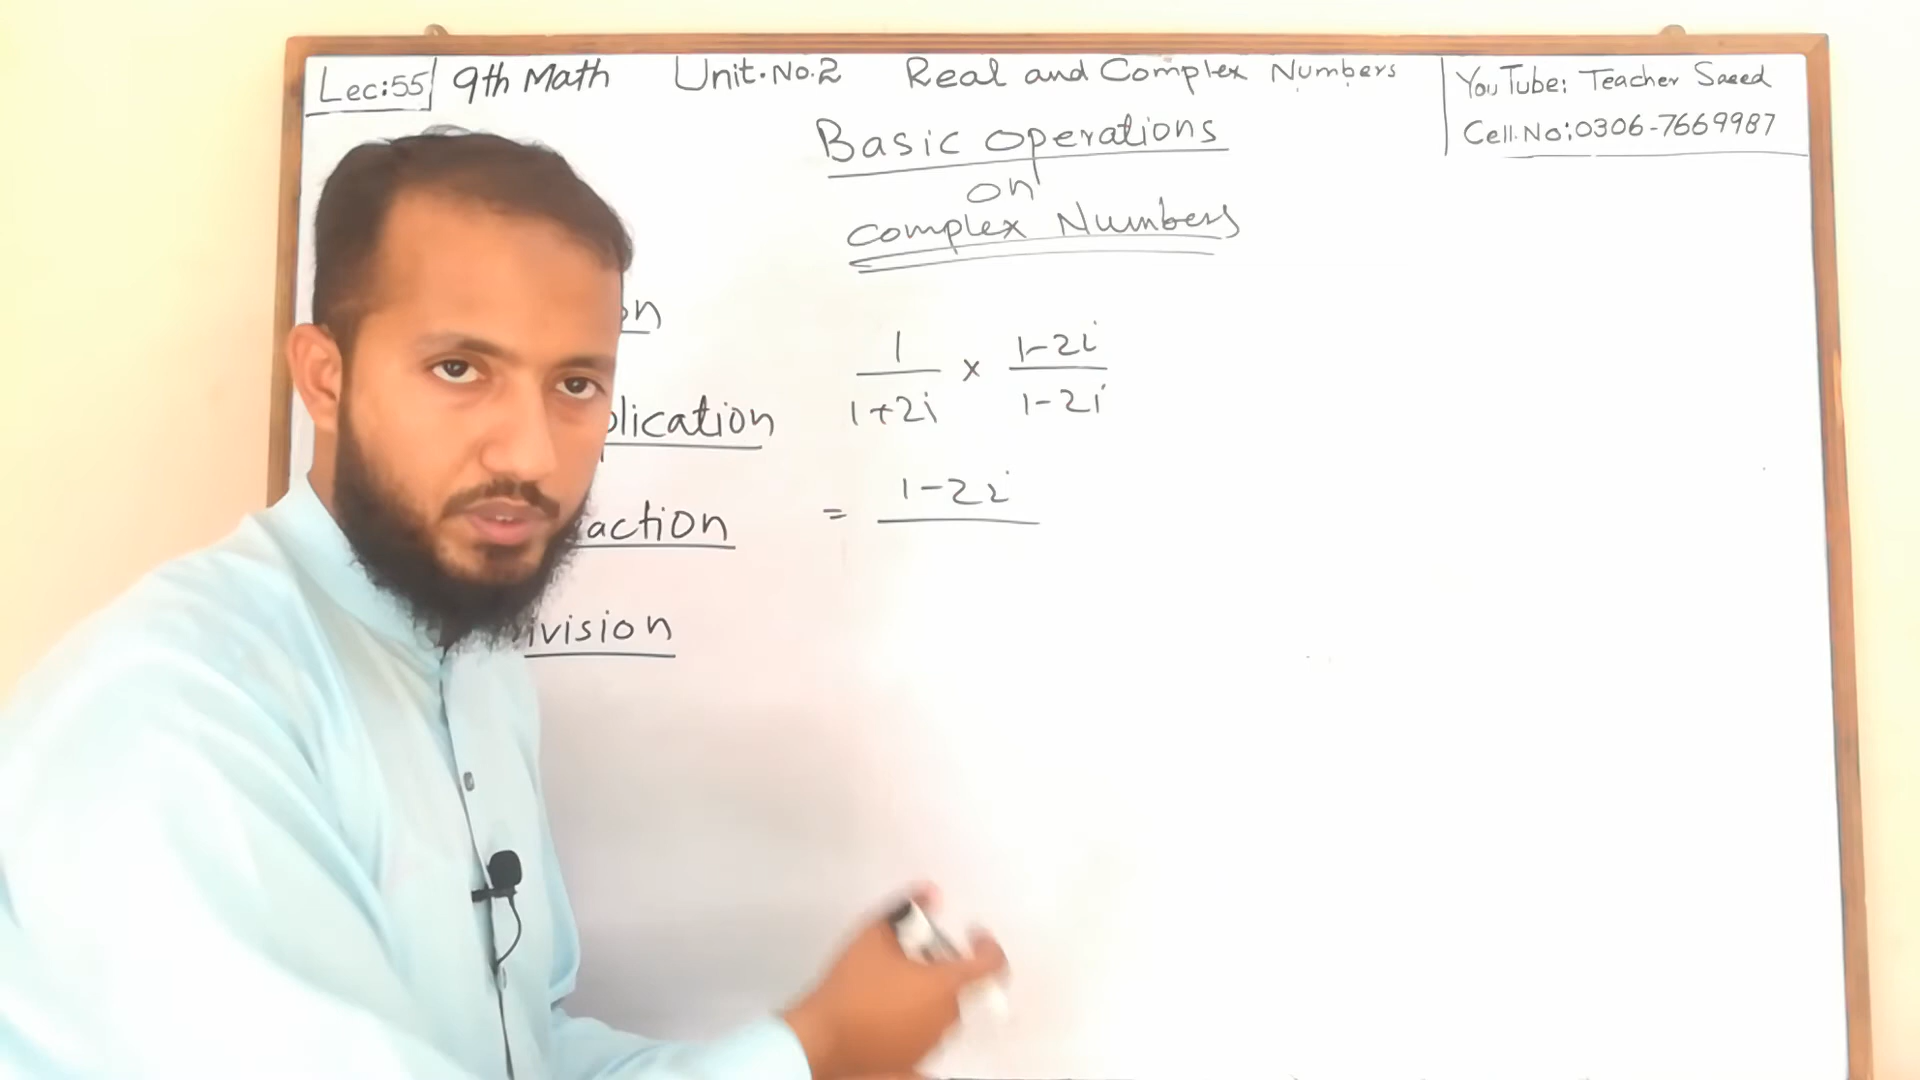 Lec:55 9th Math Unit.No.2 Real and Complex Numbers
YouTube: Teacher Saeed
Cell.No:0306-7669987
Basic operations
on
complex Numbers
on
plication
action
ivision
1/1+2i × 1-2i/1-2i
= 1-2i